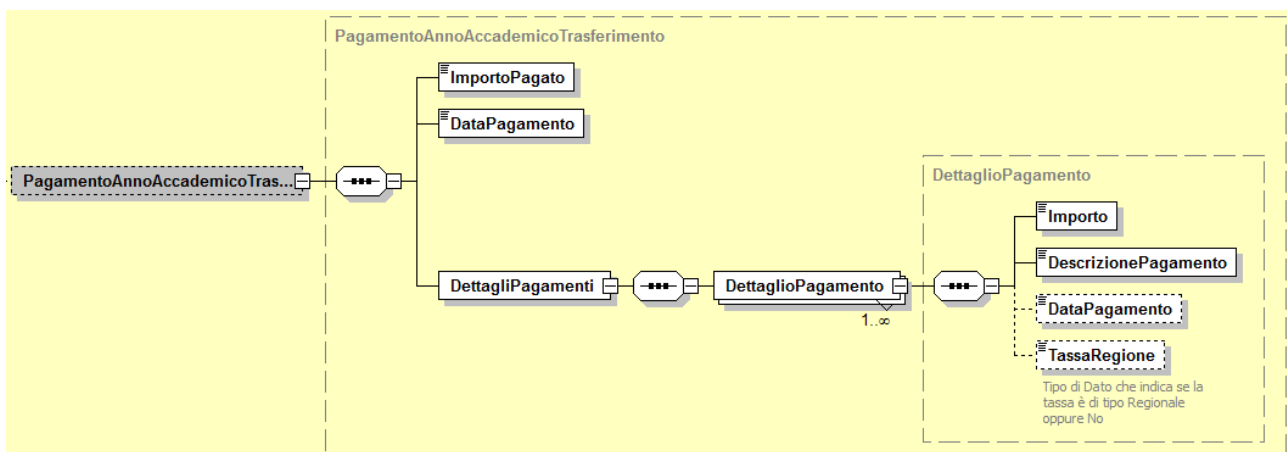 PagamentoAnnoAccademicoTrasferimento
ImportoPagato
DataPagamento
PagamentoAnnoAccademicoTras...
DettagliPagamenti
DettaglioPagamento
1..∞
DettaglioPagamento
Importo
DescrizionePagamento
DataPagamento
TassaRegione
Tipo di Dato che indica se la
tassa è di tipo Regionale
oppure No